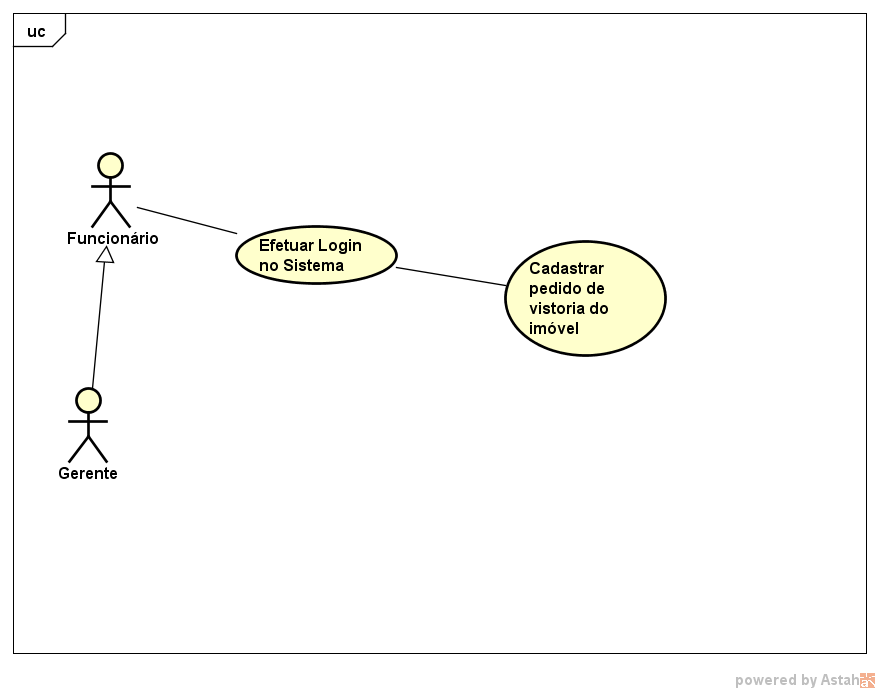 uc
Funcionário
Efetuar Login
no Sistema
Cadastrar
pedido de
vistoria do
imóvel
Gerente
powered by Astah